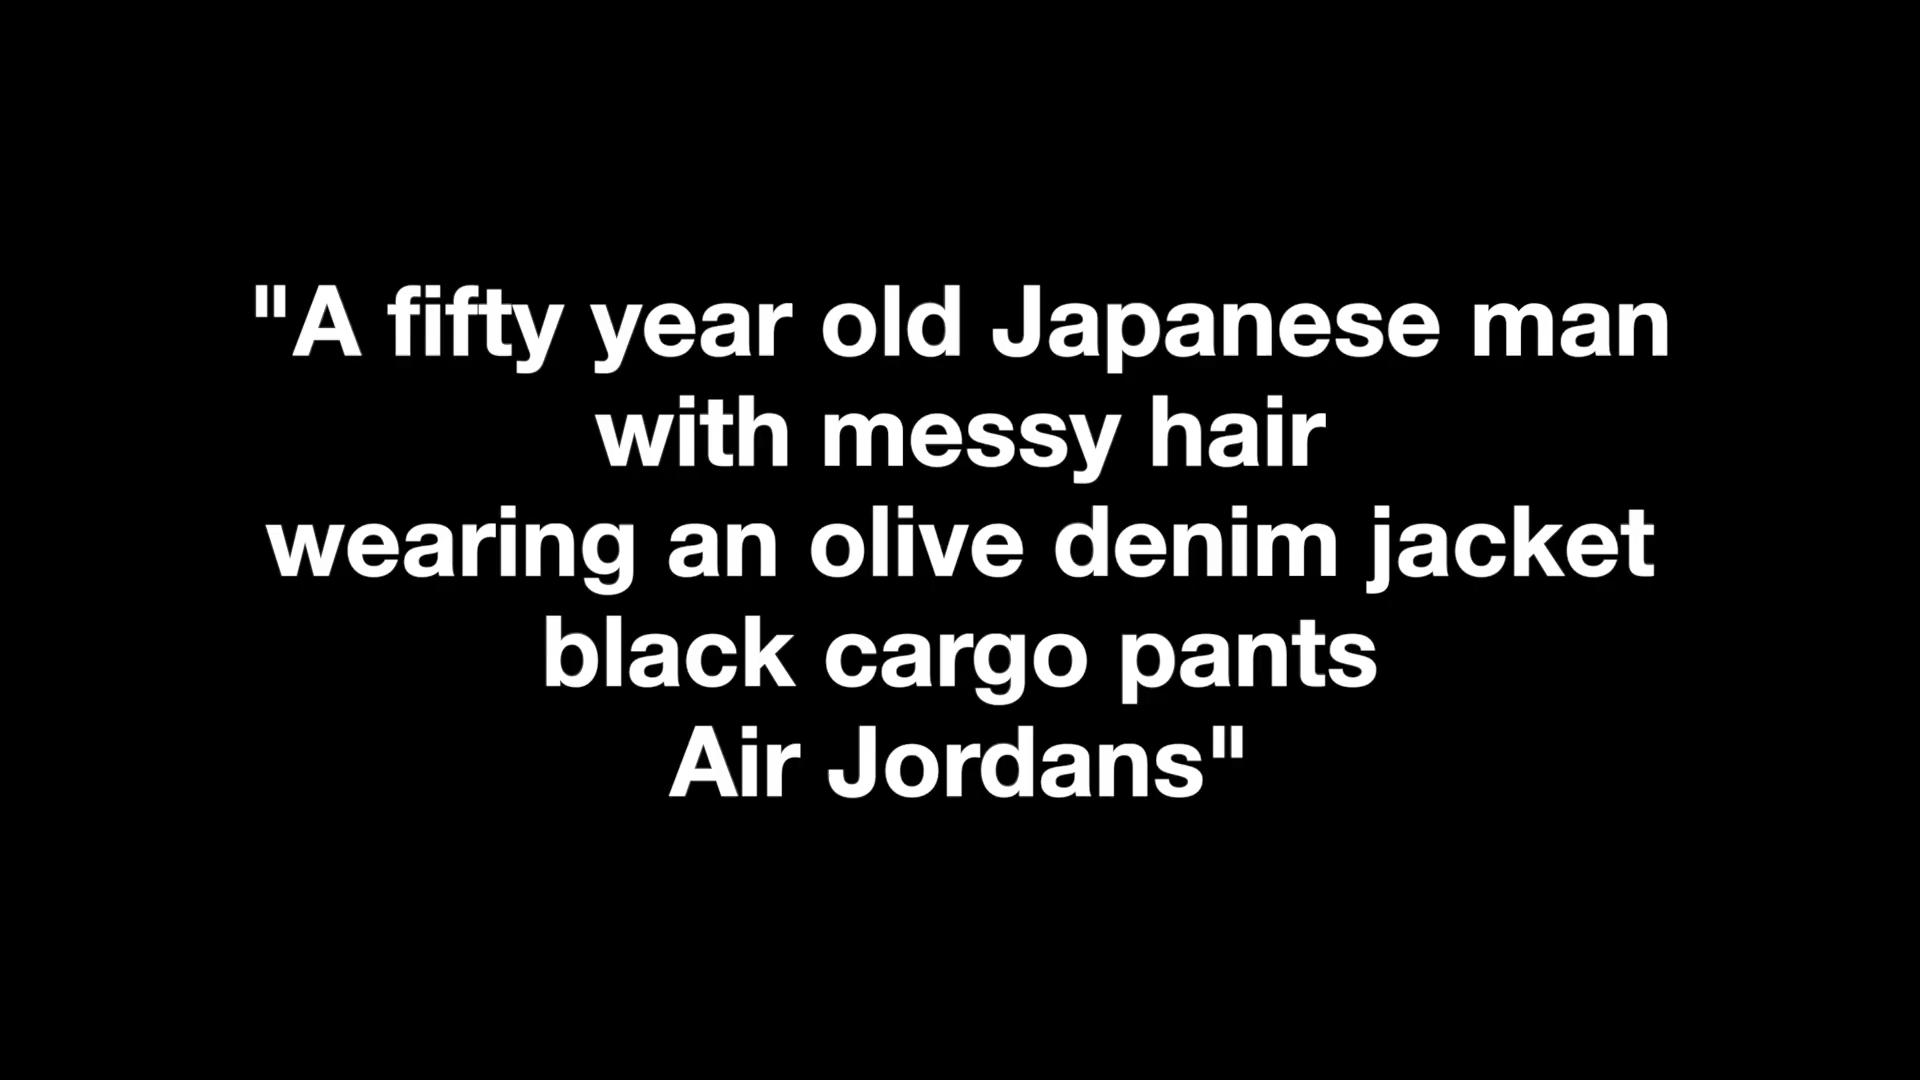 "A fifty year old Japanese man
with messy hair
wearing an olive denim jacket
black cargo pants
Air Jordans"